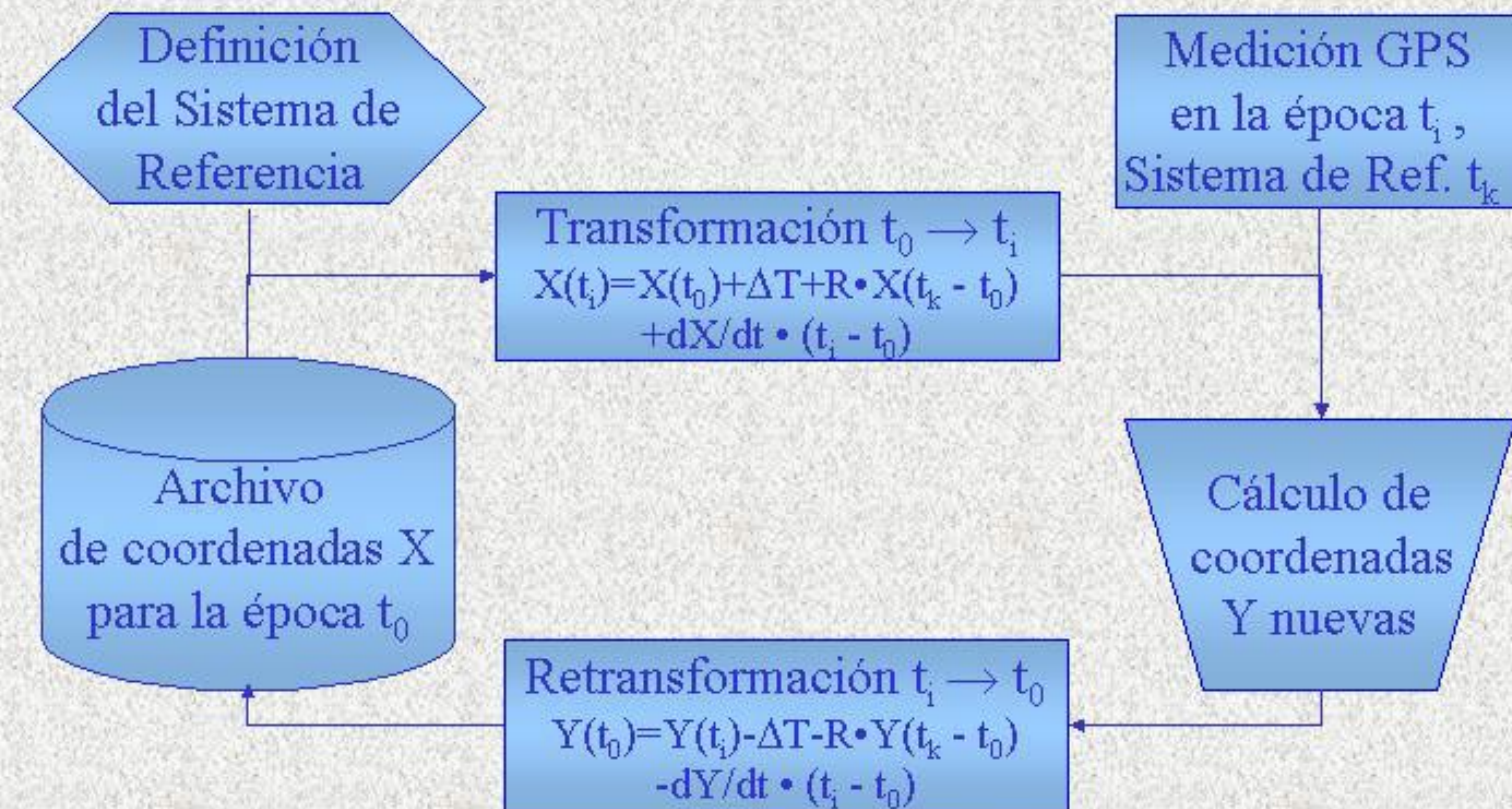 Definición
del Sistema de
Referencia
Medición GPS
en la época tᵢ ,
Sistema de Ref. tₖ
Transformación t₀ → tᵢ
X(tᵢ)=X(t₀)+ΔT+R•X(tₖ - t₀)
+dX/dt • (tᵢ - t₀)
Archivo
de coordenadas X
para la época t₀
Cálculo de
coordenadas
Y nuevas
Retransformación tᵢ → t₀
Y(t₀)=Y(tᵢ)-ΔT-R•Y(tₖ - t₀)
-dY/dt • (tᵢ - t₀)